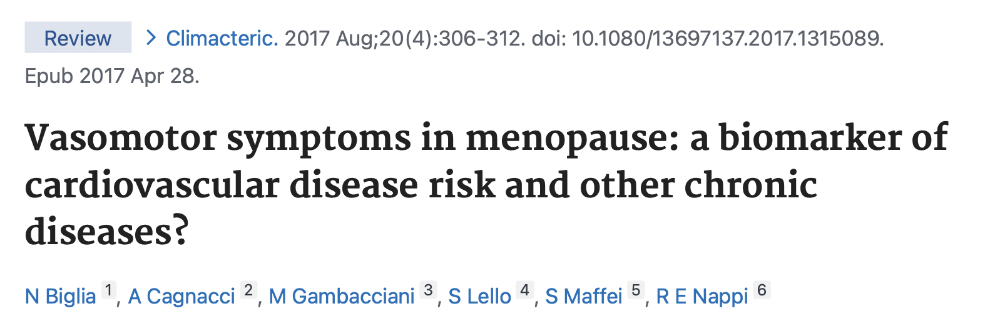 Review > Climacteric. 2017 Aug;20(4):306-312. doi: 10.1080/13697137.2017.1315089.
Epub 2017 Apr 28.
Vasomotor symptoms in menopause: a biomarker of
cardiovascular disease risk and other chronic
diseases?
N Biglia 1, A Cagnacci 2, M Gambacciani 3, S Lello 4, S Maffei 5, R E Nappi 6